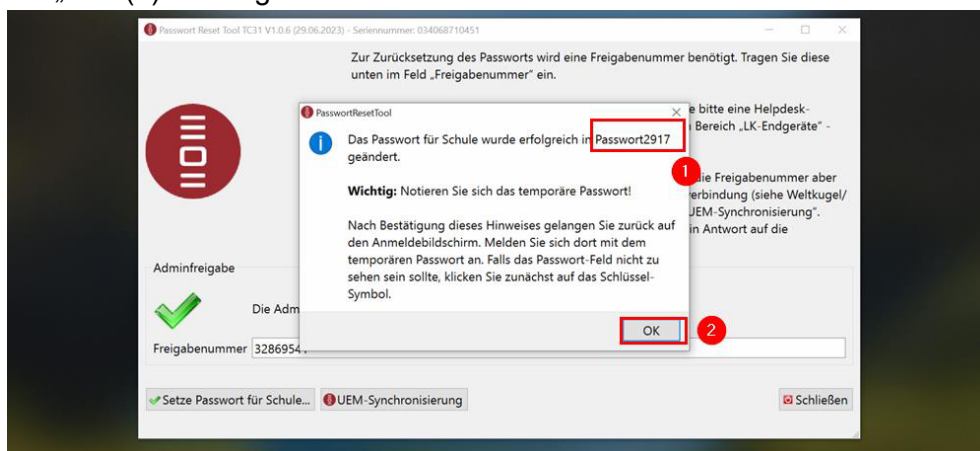 Passwort Reset Tool TC31 V1.0.6 (29.06.2023) - Seriennummer: 034068710451
Zur Zurücksetzung des Passworts wird eine Freigabenummer benötigt. Tragen Sie diese
unten im Feld „Freigabenummer“ ein.
e bitte eine Helpdesk-
Bereich „LK-Endgeräte“ -
die Freigabenummer aber
erbindung (siehe Weltkugel/
UEM-Synchronisierung“.
in Antwort auf die
PasswortResetTool
Das Passwort für Schule wurde erfolgreich in Passwort2917
geändert.
1
Wichtig: Notieren Sie sich das temporäre Passwort!
Nach Bestätigung dieses Hinweises gelangen Sie zurück auf
den Anmeldebildschirm. Melden Sie sich dort mit dem
temporären Passwort an. Falls das Passwort-Feld nicht zu
sehen sein sollte, klicken Sie zunächst auf das Schlüssel-
Symbol.
OK
2
Adminfreigabe
Die Adm
Freigabenummer
Setze Passwort für Schule...
UEM-Synchronisierung
Schließen